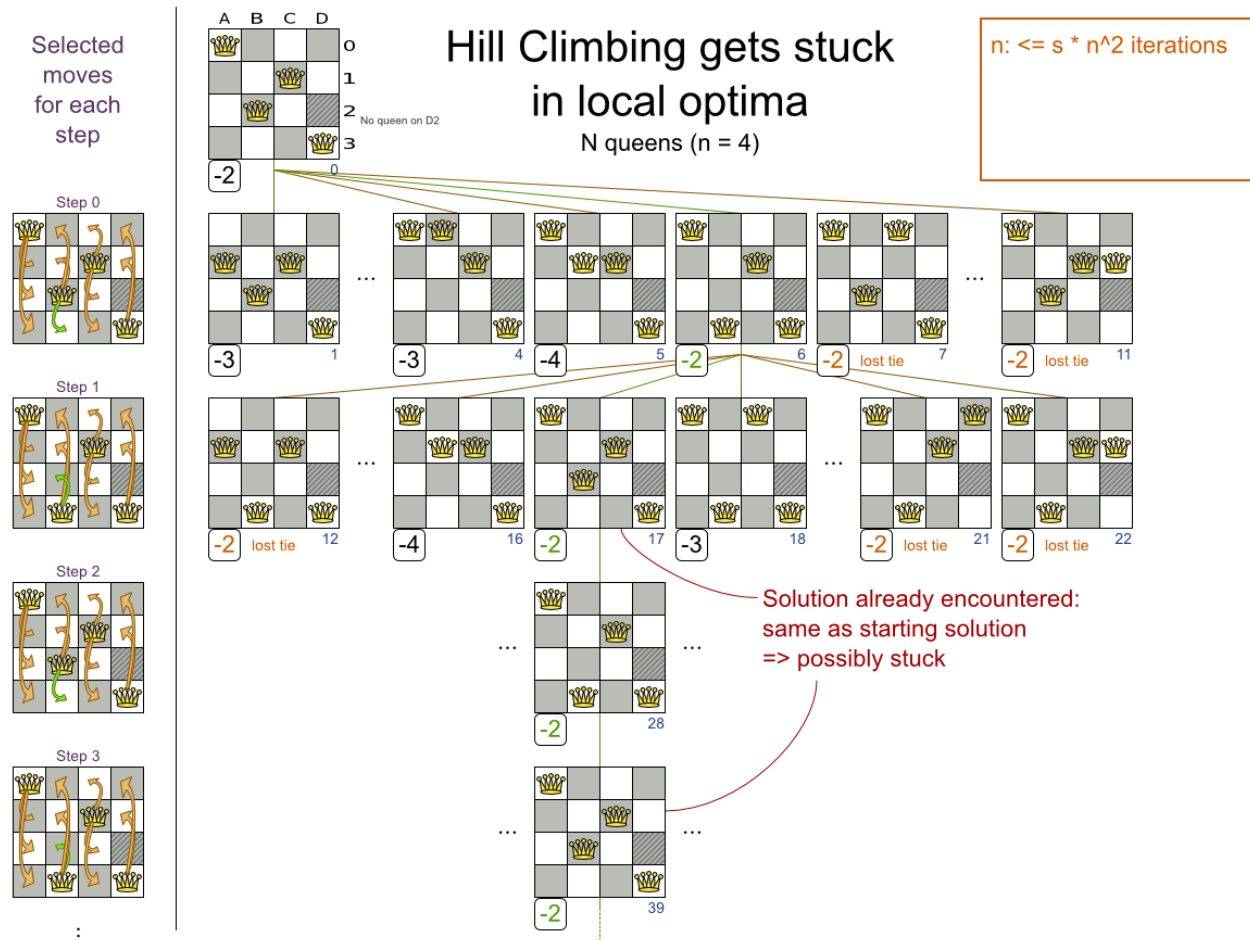 Selected
moves
for each
step
A B C D
0
1
2
3
No queen on D2
-2
0
Hill Climbing gets stuck
in local optima
N queens (n = 4)
n: <= s * n^2 iterations
Step 0
...
...
-3
1
-3
4
-4
5
-2
6
-2
lost tie
7
-2
lost tie
11
Step 1
...
...
-2
lost tie
12
-4
16
-2
17
-3
18
-2
lost tie
21
-2
lost tie
22
Step 2
...
...
-2
28
Solution already encountered:
same as starting solution
=> possibly stuck
Step 3
...
...
-2
39
: